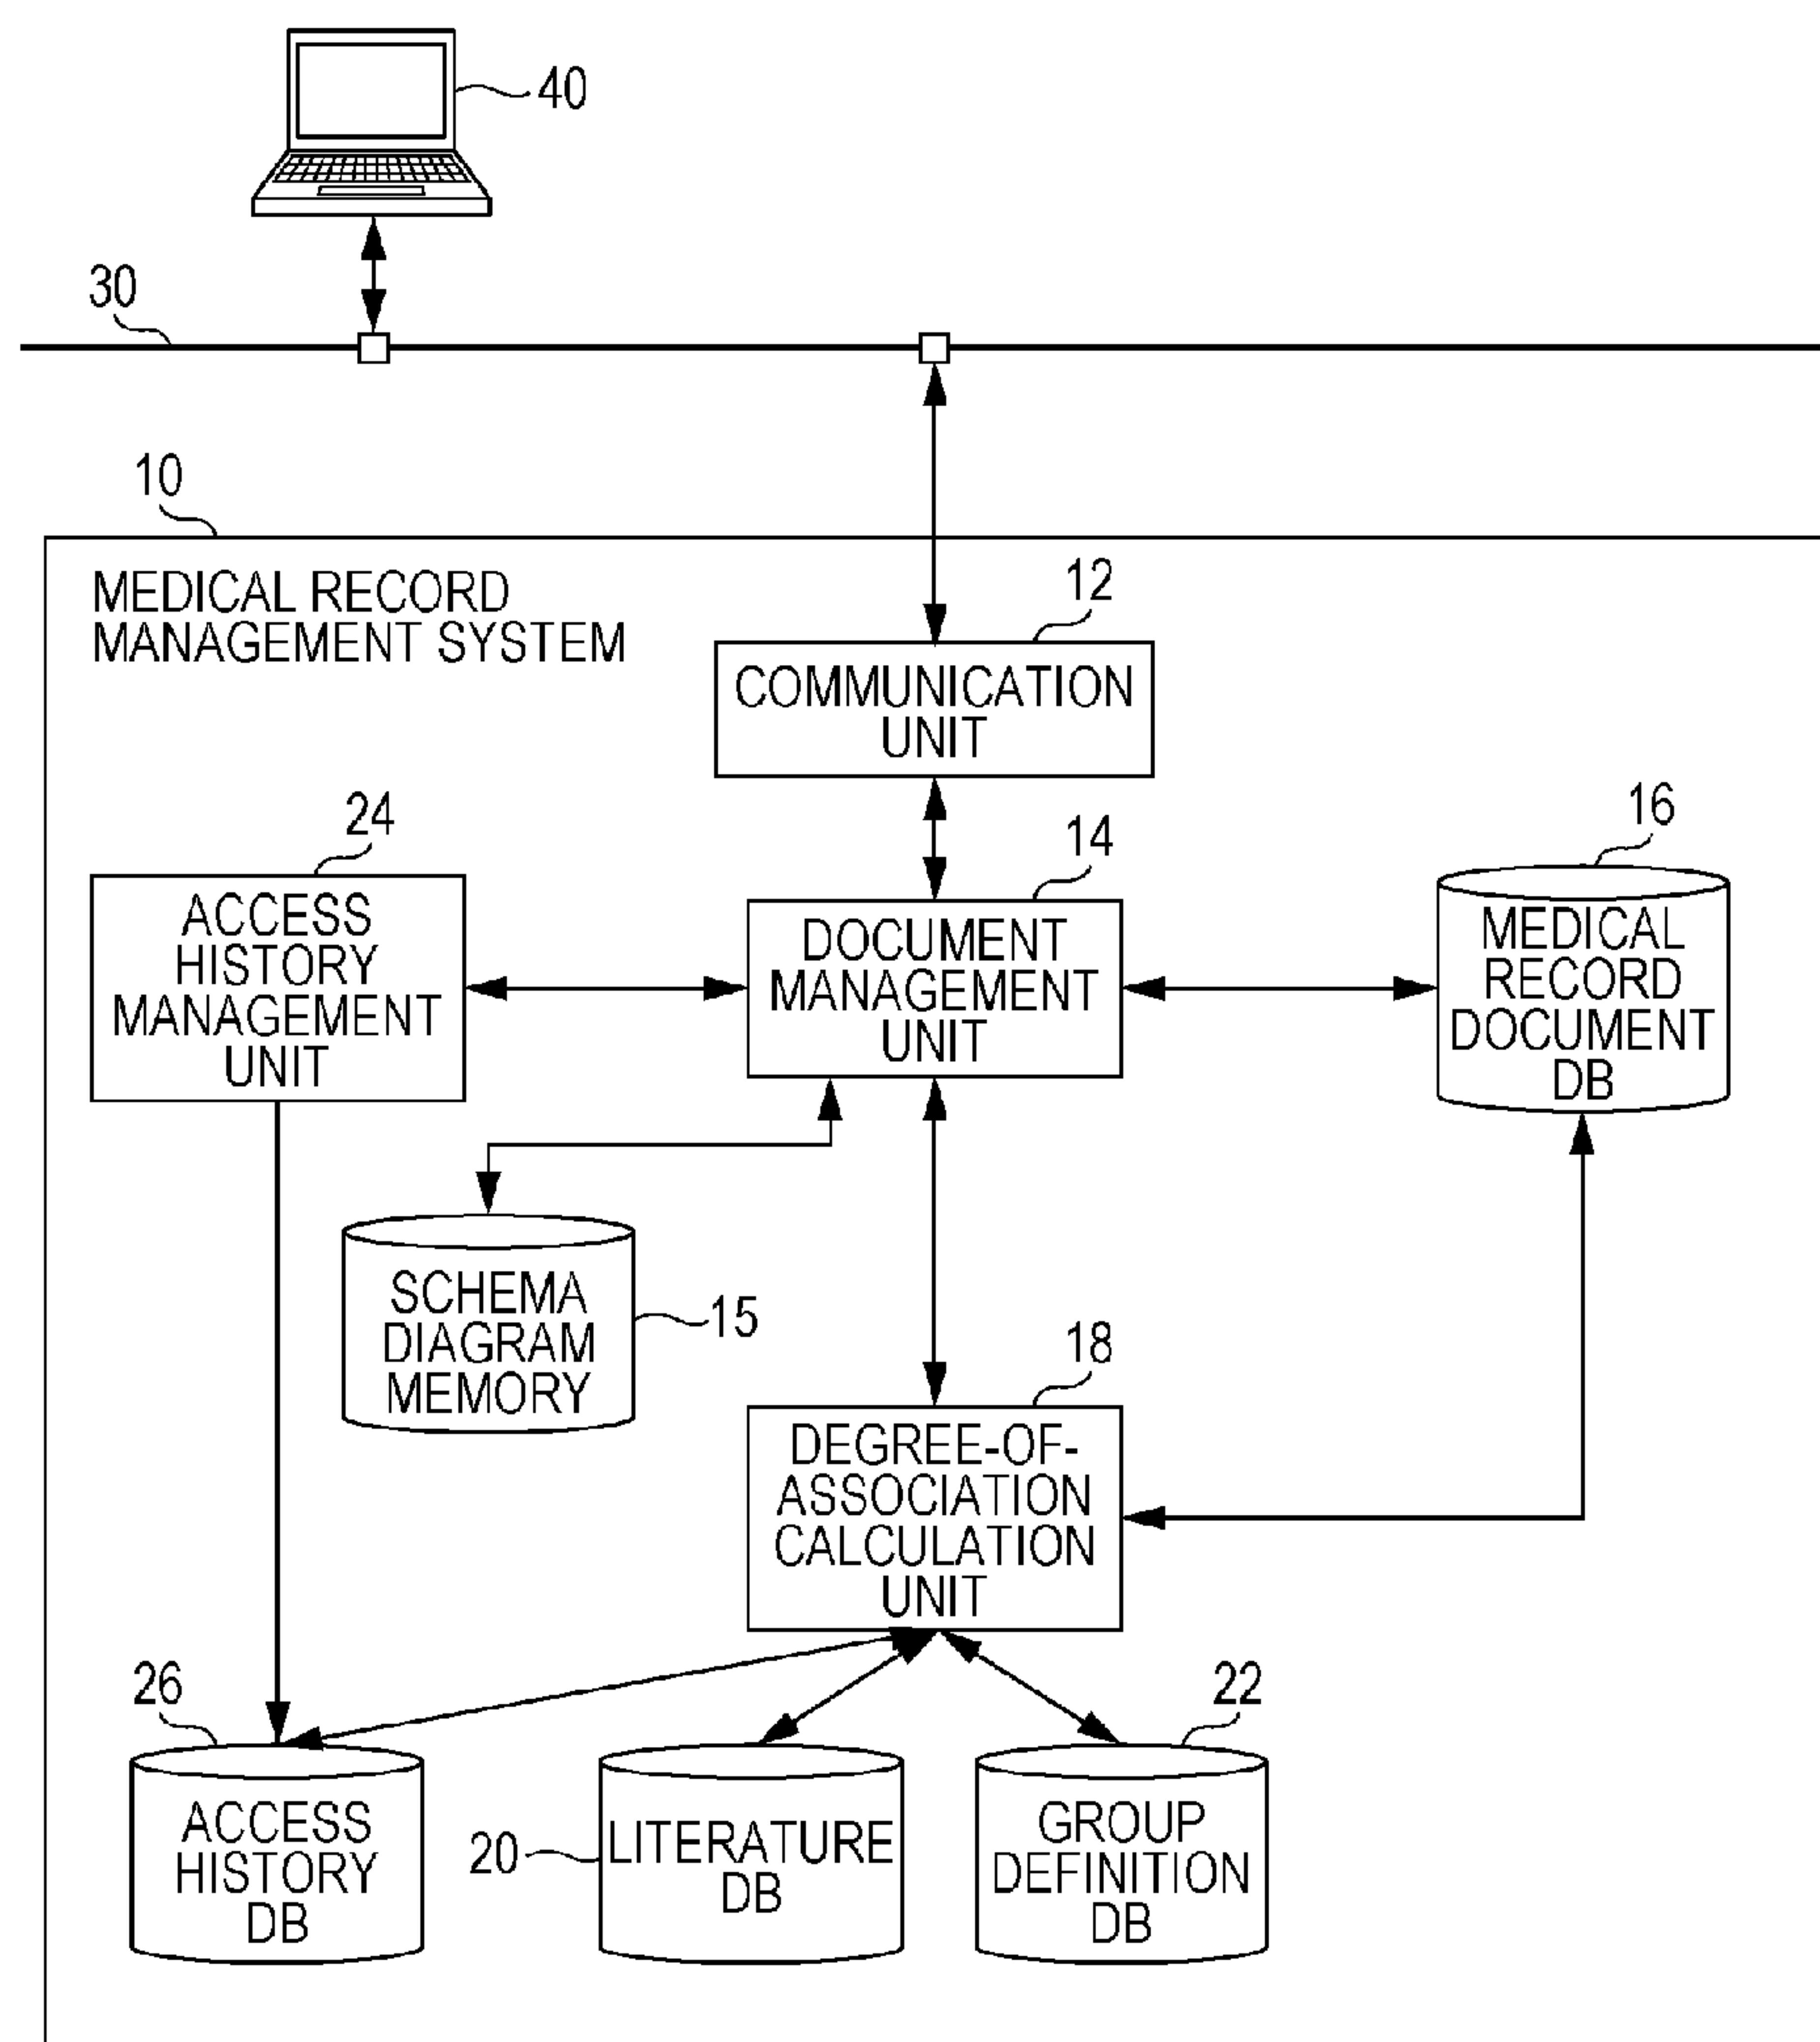 40
30
10
MEDICAL RECORD
MANAGEMENT SYSTEM
12
COMMUNICATION
UNIT
24
ACCESS
HISTORY
MANAGEMENT
UNIT
14
DOCUMENT
MANAGEMENT
UNIT
16
MEDICAL
RECORD
DOCUMENT
DB
SCHEMA
DIAGRAM
MEMORY
15
18
DEGREE-OF-
ASSOCIATION
CALCULATION
UNIT
26
ACCESS
HISTORY
DB
20
LITERATURE
DB
22
GROUP
DEFINITION
DB